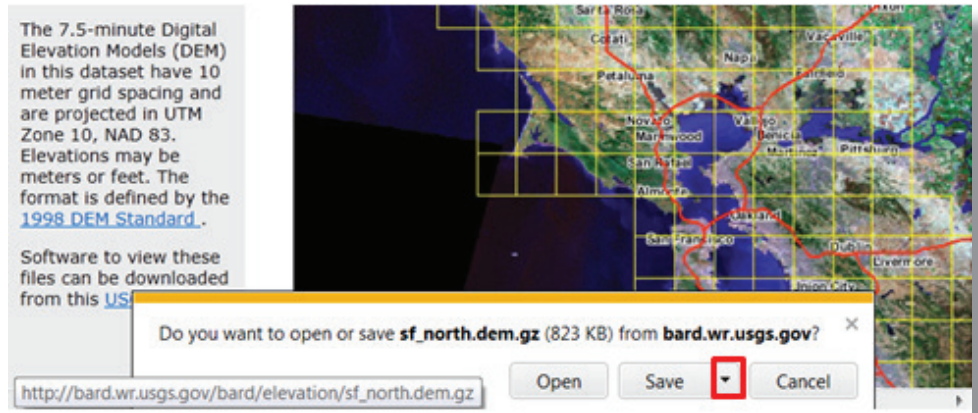 The 7.5-minute Digital
Elevation Models (DEM)
in this dataset have 10
meter grid spacing and
are projected in UTM
Zone 10, NAD 83.
Elevations may be
meters or feet. The
format is defined by the
1998 DEM Standard .
Software to view these
files can be downloaded
from this US
Santa Rosa
Cotati
Vacaville
Napa
Petaluma
Fairfield
Novato
Vallejo
Marinwood
Benicia
Martinez
Pittsburg
San Rafael
Almonte
Oakland
San Francisco
Dublin
Livermore
Union City
Do you want to open or save sf_north.dem.gz (823 KB) from bard.wr.usgs.gov?
Open
Save
Cancel
http://bard.wr.usgs.gov/bard/elevation/sf_north.dem.gz